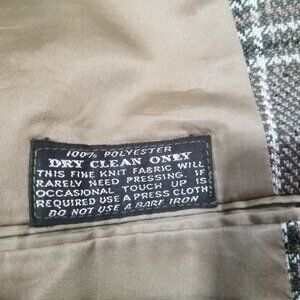 100% POLYESTER
DRY CLEAN ONLY
THIS FINE KNIT FABRIC WILL
RARELY NEED PRESSING. IF
OCCASIONAL TOUCH UP IS
REQUIRED USE A PRESS CLOTH
DO NOT USE A BARE IRON